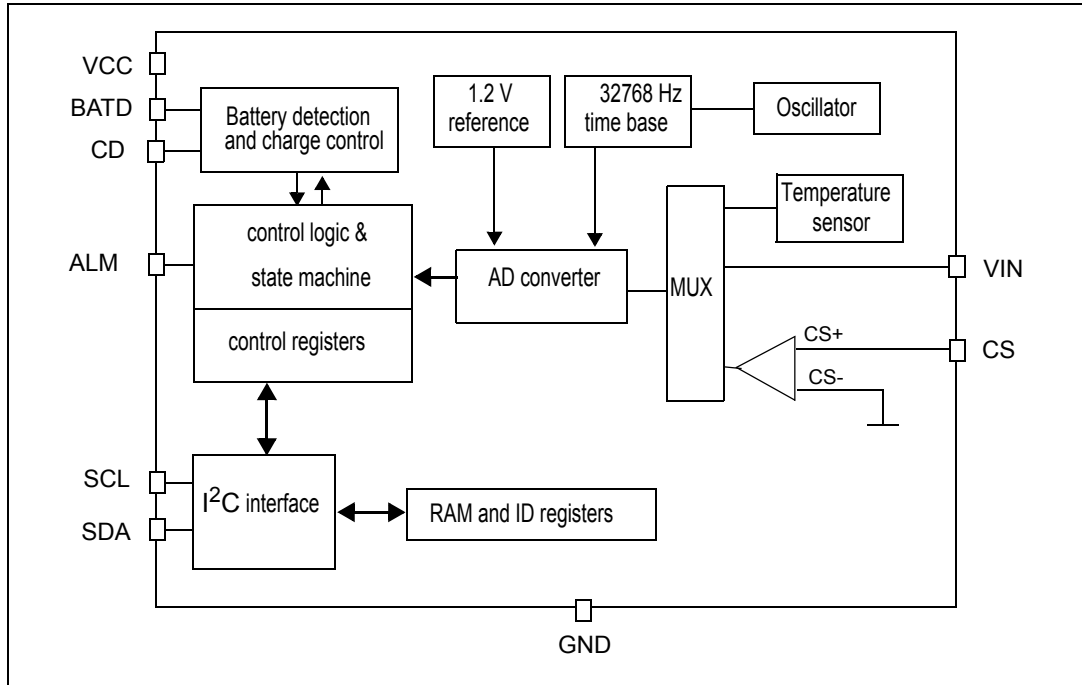 VCC
BATD
CD
Battery detection
and charge control
1.2 V
reference
32768 Hz
time base
Oscillator
Temperature
sensor
ALM
control logic &
state machine
control registers
AD converter
MUX
VIN
CS+
CS-
CS
SCL
SDA
I²C interface
RAM and ID registers
GND